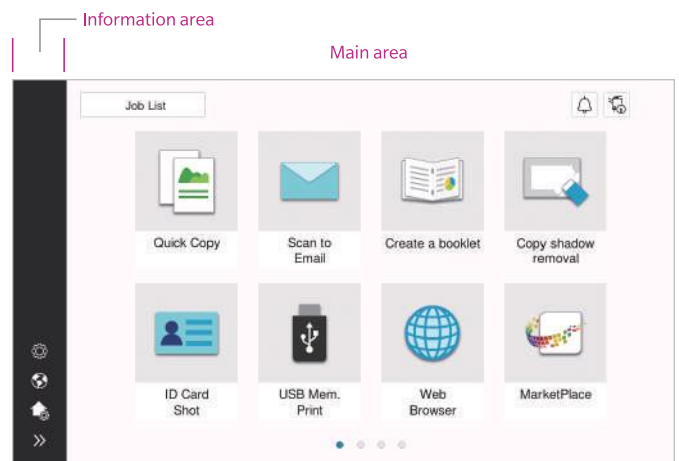 Information area
Main area
Job List
Quick Copy
Scan to
Email
Create a booklet
Copy shadow
removal
ID Card
Shot
USB Mem.
Print
Web
Browser
MarketPlace